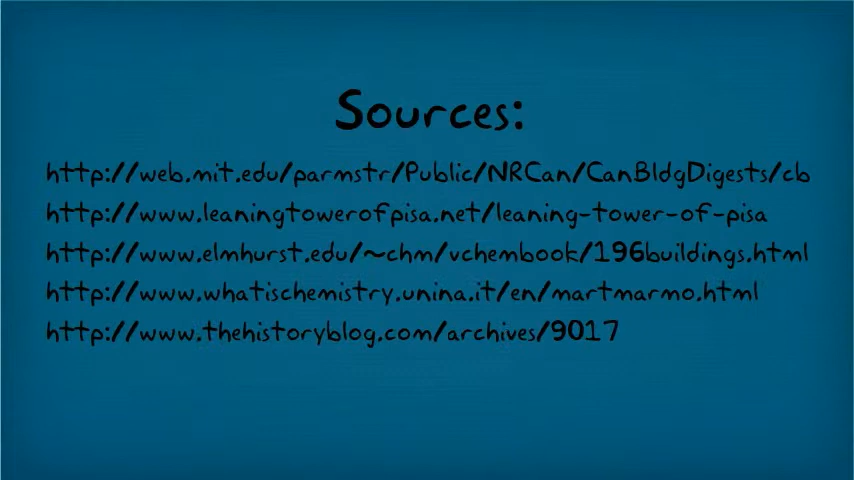 Sources:
http://web.mit.edu/parmstr/Public/NRCan/CanBldgDigests/cb
http://www.leaningtowerofpisa.net/leaning-tower-of-pisa
http://www.elmhurst.edu/~chm/vchembook/196buildings.html
http://www.whatischemistry.unina.it/en/martmarmo.html
http://www.thehistoryblog.com/archives/9017